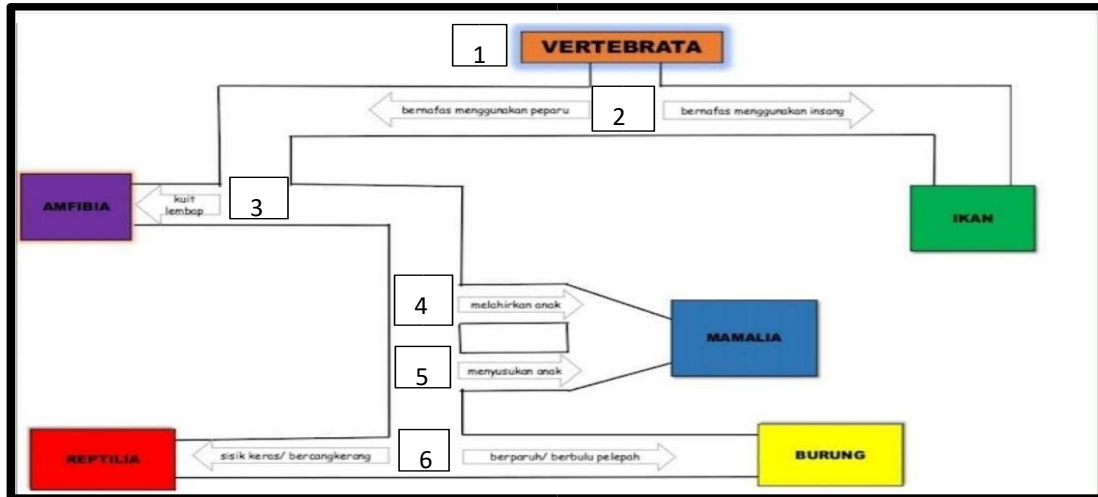 1
VERTEBRATA
bernafas menggunakan peparu
2
bernafas menggunakan insang
AMFIBIA
kuit
lembap
3
IKAN
4
melahirkan anak
MAMALIA
5
menyusukan anak
REPTILIA
sisik keras/ bercangkerang
6
berparuh/ berbulu pelepah
BURUNG